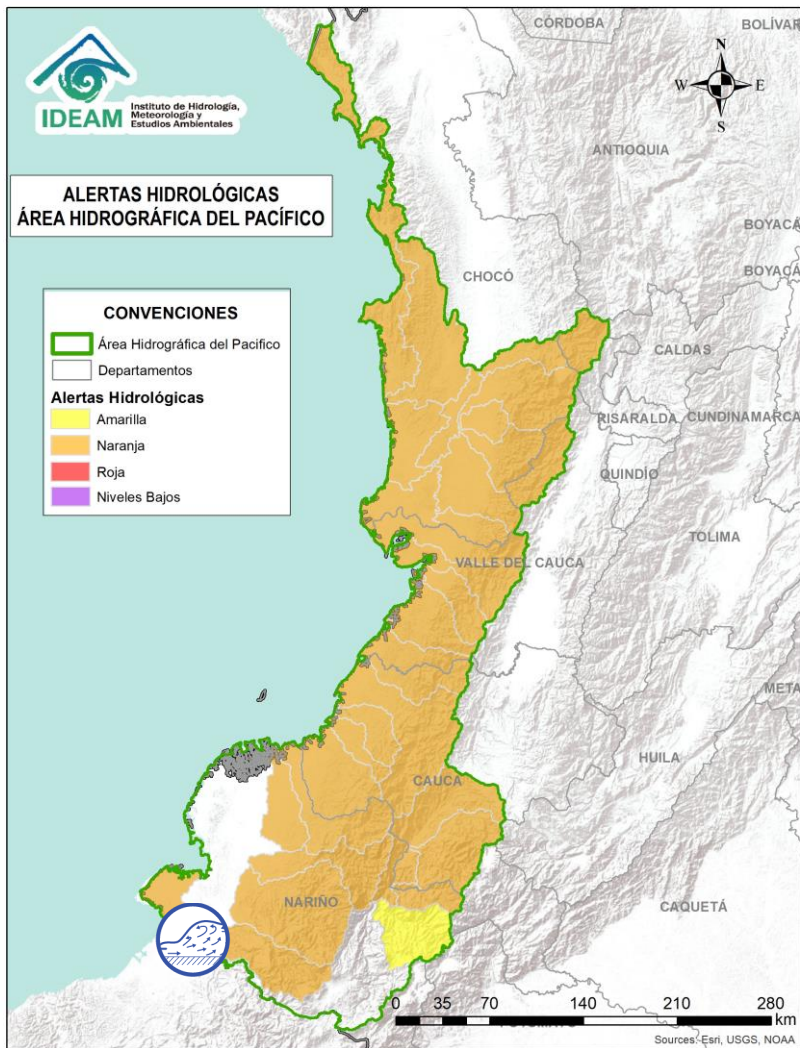 IDEAM
Instituto de Hidrología,
Meteorología y
Estudios Ambientales
ALERTAS HIDROLÓGICAS
ÁREA HIDROGRÁFICA DEL PACÍFICO
CONVENCIONES
Área Hidrográfica del Pacifico
Departamentos
Alertas Hidrológicas
Amarilla
Naranja
Roja
Niveles Bajos
CÓRDOBA
BOLÍVAR
N
W
E
S
ANTIOQUIA
BOYACÁ
CHOCÓ
BOYACÁ
CALDAS
RISARALDA
CUNDINAMARCA
QUINDÍO
TOLIMA
VALLE DEL CAUCA
META
HUILA
CAUCA
NARIÑO
CAQUETÁ
0 35 70 140 210 280
km
Sources: Esri, USGS, NOAA